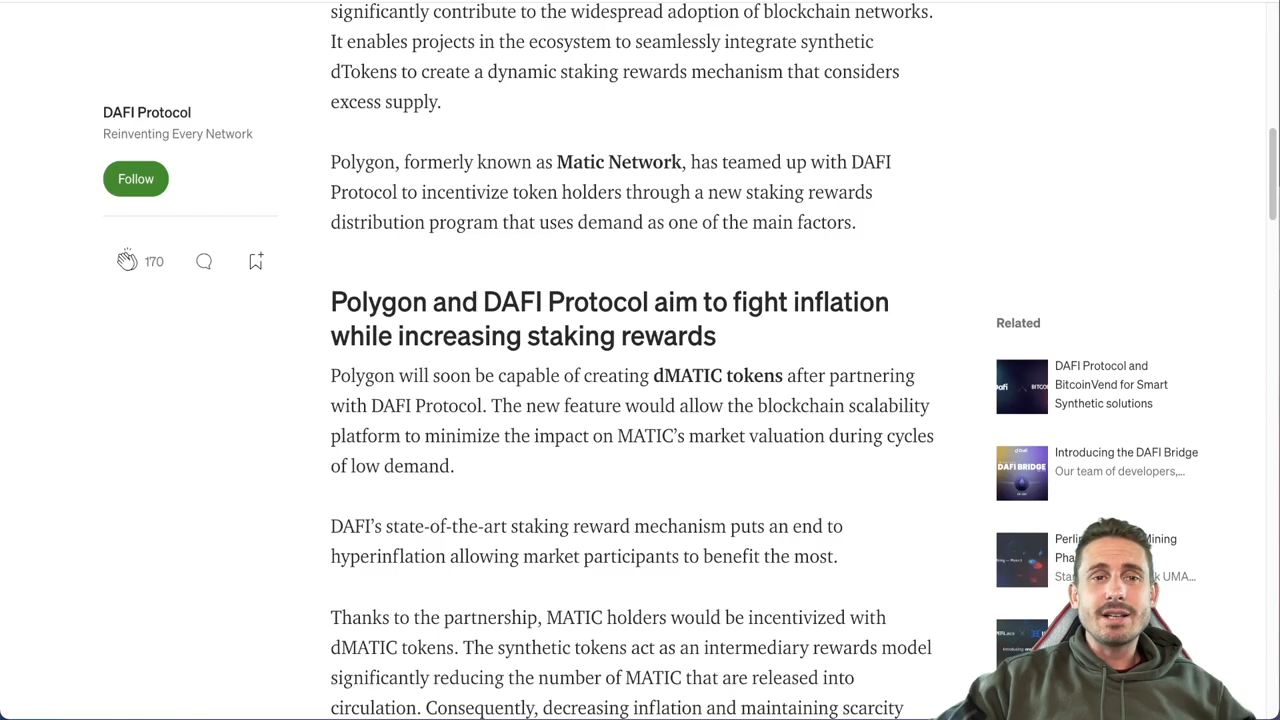 significantly contribute to the widespread adoption of blockchain networks.
It enables projects in the ecosystem to seamlessly integrate synthetic
dTokens to create a dynamic staking rewards mechanism that considers
excess supply.
DAFI Protocol
Reinventing Every Network
Follow
170
Polygon, formerly known as Matic Network, has teamed up with DAFI
Protocol to incentivize token holders through a new staking rewards
distribution program that uses demand as one of the main factors.
Polygon and DAFI Protocol aim to fight inflation
while increasing staking rewards
Polygon will soon be capable of creating dMATIC tokens after partnering
with DAFI Protocol. The new feature would allow the blockchain scalability
platform to minimize the impact on MATIC’s market valuation during cycles
of low demand.
DAFI’s state-of-the-art staking reward mechanism puts an end to
hyperinflation allowing market participants to benefit the most.
Thanks to the partnership, MATIC holders would be incentivized with
dMATIC tokens. The synthetic tokens act as an intermediary rewards model
significantly reducing the number of MATIC that are released into
circulation. Consequently, decreasing inflation and maintaining scarcity
Related
DAFI Protocol and
BitcoinVend for Smart
Synthetic solutions
Introducing the DAFI Bridge
Our team of developers,...
DAFI BRIDGE
Mining
UMA...